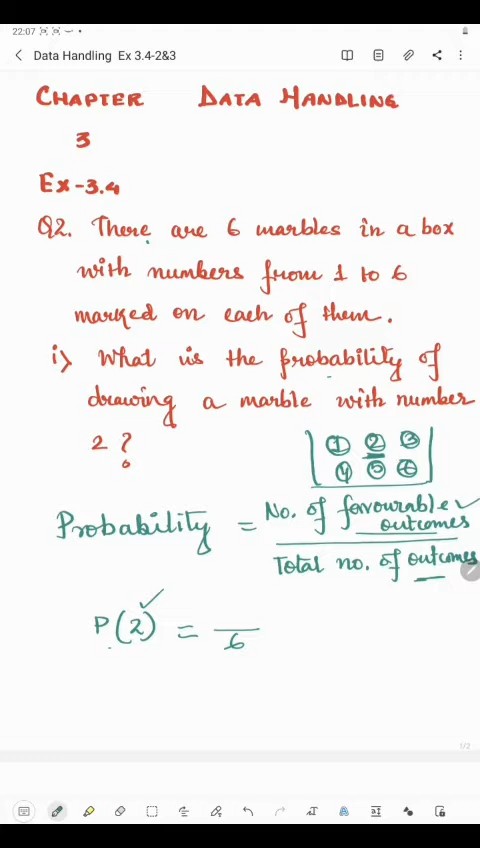 22:07
Data Handling Ex 3.4-2&3
CHAPTER DATA HANDLING
3
Ex-3.4
Q2. There are 6 marbles in a box
with numbers from 1 to 6
marked on each of them.
i) What is the probability of
drawing a marble with number
2 ?
1 2 3
4 5 6
Probability = No. of favourable outcomes
Total no. of outcomes
P(2) =
6
1/2